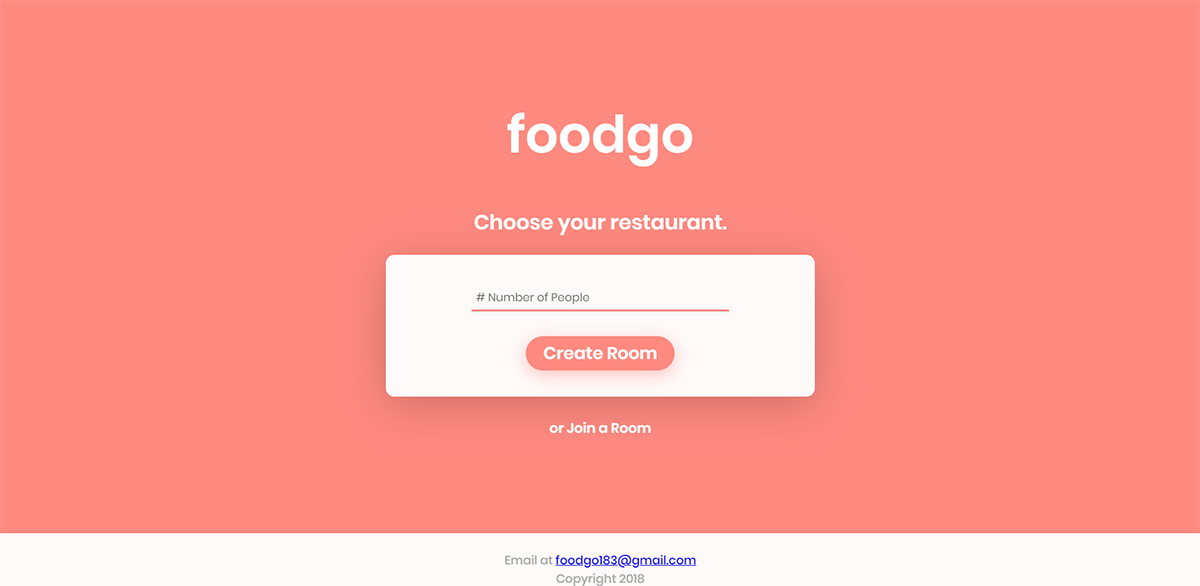 foodgo
Choose your restaurant.
# Number of People
Create Room
or Join a Room
Email at foodgo183@gmail.com
Copyright 2018